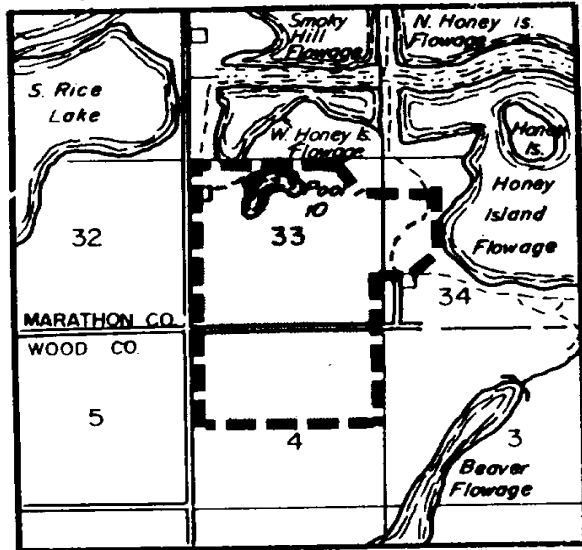 Smoky
Hill
Flowage
N. Honey Is.
Flowage
S. Rice
Lake
W. Honey Is.
Flowage
Honey
Is.
Pool
10
Honey
Island
Flowage
32
33
34
MARATHON CO.
WOOD CO.
5
4
3
Beaver
Flowage